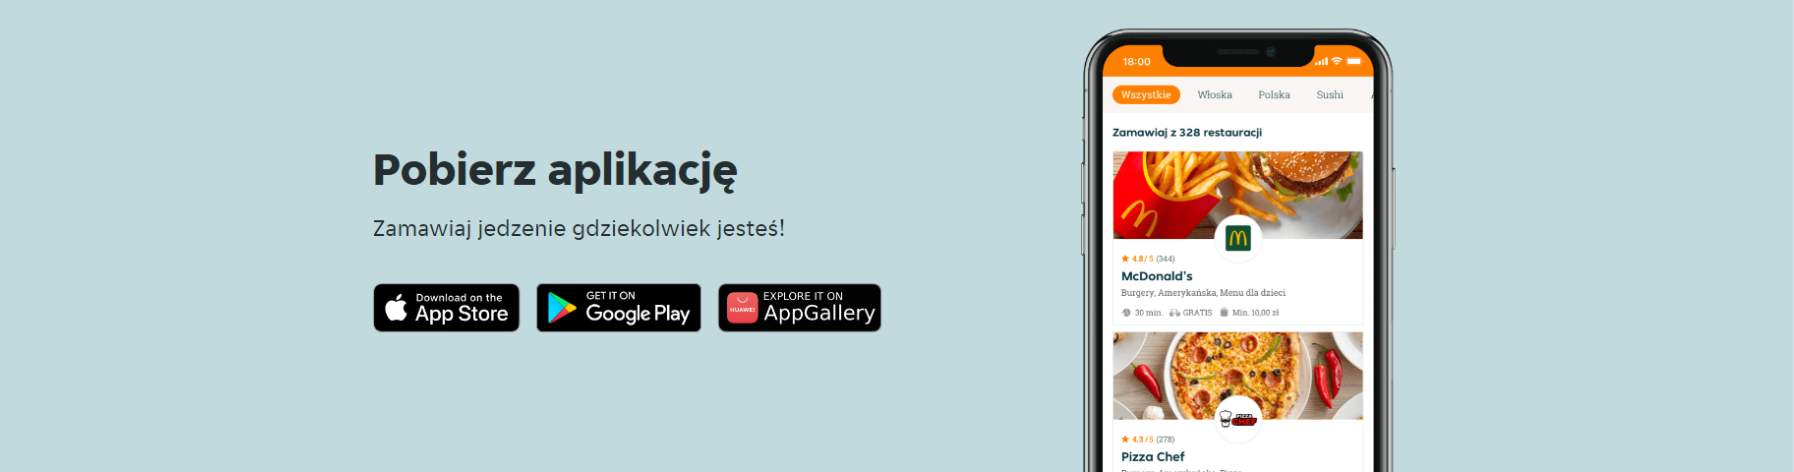 Pobierz aplikację
Zamawiaj jedzenie gdziekolwiek jesteś!
Download on the
App Store
GET IT ON
Google Play
HUAWEI
EXPLORE IT ON
AppGallery
18:00
Wszystkie Włoska Polska Sushi
Zamawiaj z 328 restauracji
4.8 / 5 (344)
McDonald's
Burgery, Amerykańska, Menu dla dzieci
30 min. GRATIS Min. 10,00 zł
PIZZA
CHEF
4.3 / 5 (278)
Pizza Chef